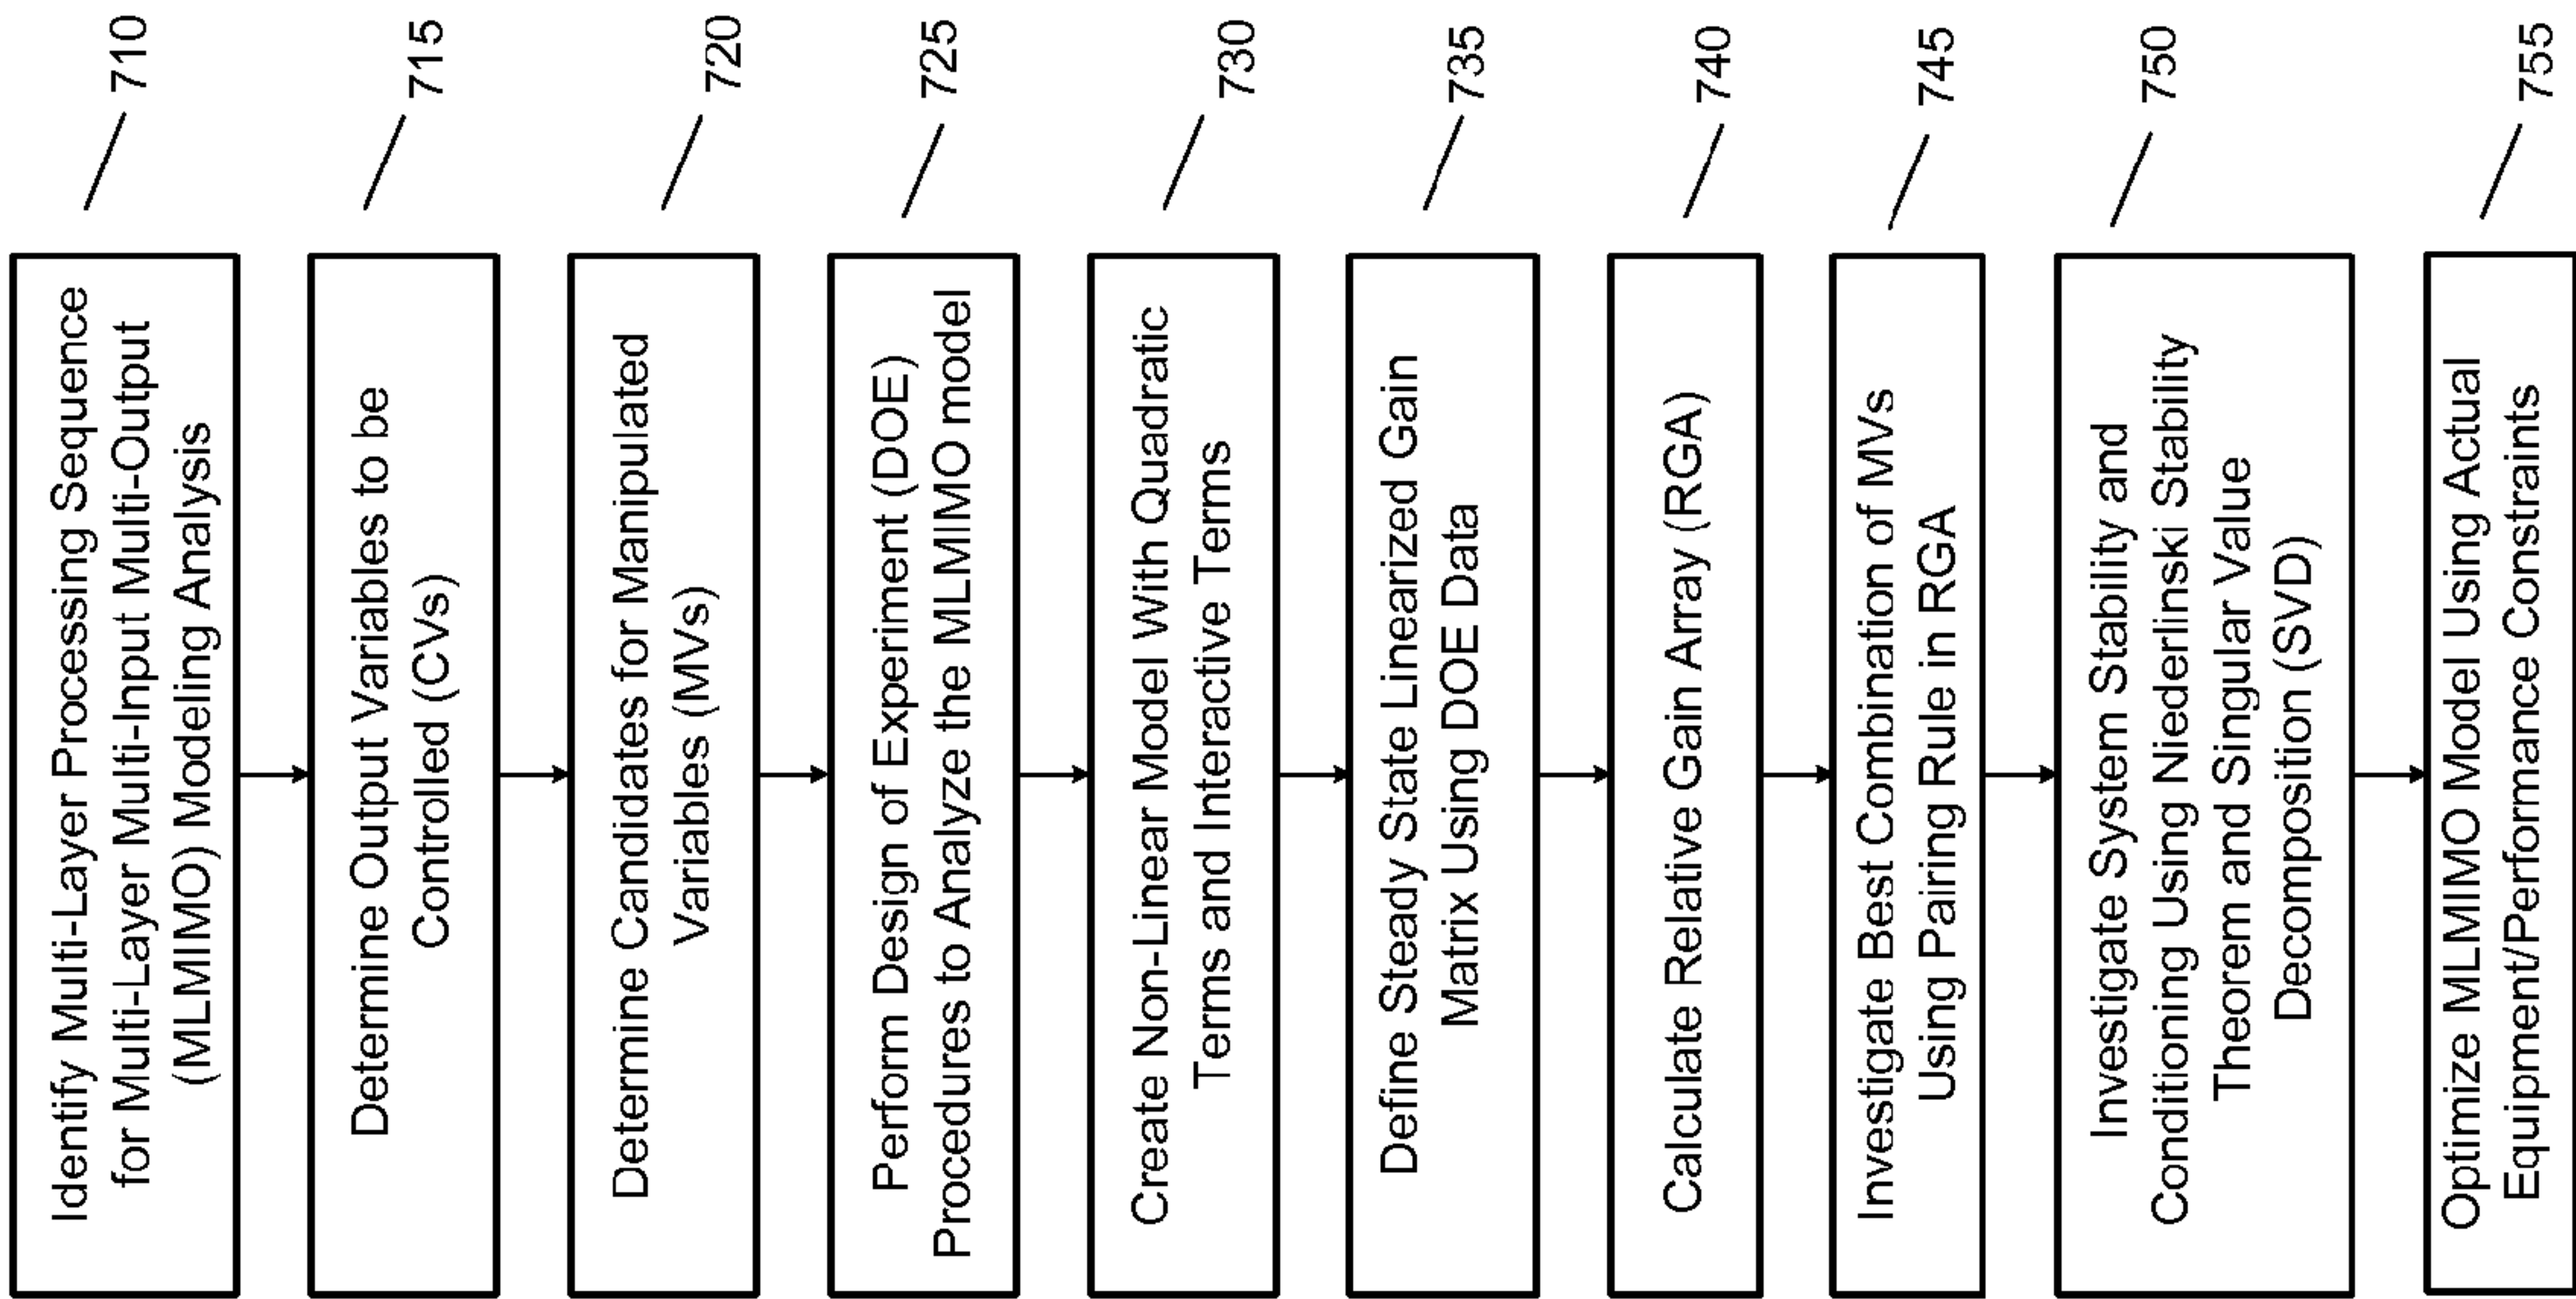 Identify Multi-Layer Processing Sequence
for Multi-Layer Multi-Input Multi-Output
(MLMIMO) Modeling Analysis
710
Determine Output Variables to be
Controlled (CVs)
715
Determine Candidates for Manipulated
Variables (MVs)
720
Perform Design of Experiment (DOE)
Procedures to Analyze the MLMIMO model
725
Create Non-Linear Model With Quadratic
Terms and Interactive Terms
730
Define Steady State Linearized Gain
Matrix Using DOE Data
735
Calculate Relative Gain Array (RGA)
740
Investigate Best Combination of MVs
Using Pairing Rule in RGA
745
Investigate System Stability and
Conditioning Using Niederlinski Stability
Theorem and Singular Value
Decomposition (SVD)
750
Optimize MLMIMO Model Using Actual
Equipment/Performance Constraints
755